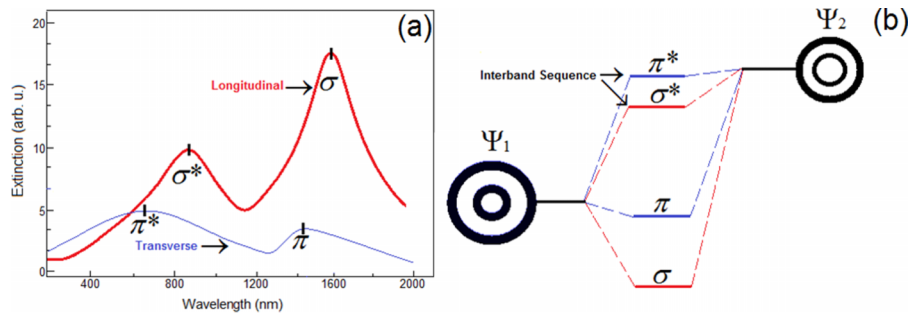 (a)
Extinction (arb. u.)
20
15
10
5
0
Longitudinal
σ
σ*
π*
Transverse
π
400 800 1200 1600 2000
Wavelength (nm)
(b)
Ψ2
Ψ1
Interband Sequence
π*
σ*
π
σ